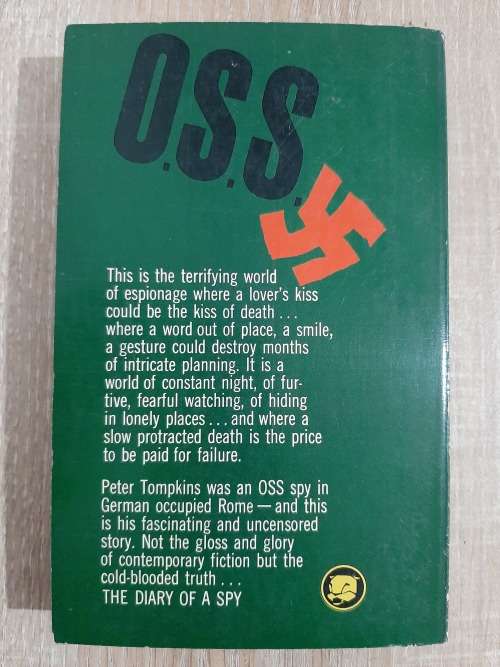 O.S.S.
This is the terrifying world
of espionage where a lover's kiss
could be the kiss of death...
where a word out of place, a smile,
a gesture could destroy months
of intricate planning. It is a
world of constant night, of fur-
tive, fearful watching, of hiding
in lonely places...and where a
slow protracted death is the price
to be paid for failure.
Peter Tompkins was an OSS spy in
German occupied Rome — and this
is his fascinating and uncensored
story. Not the gloss and glory
of contemporary fiction but the
cold-blooded truth...
THE DIARY OF A SPY